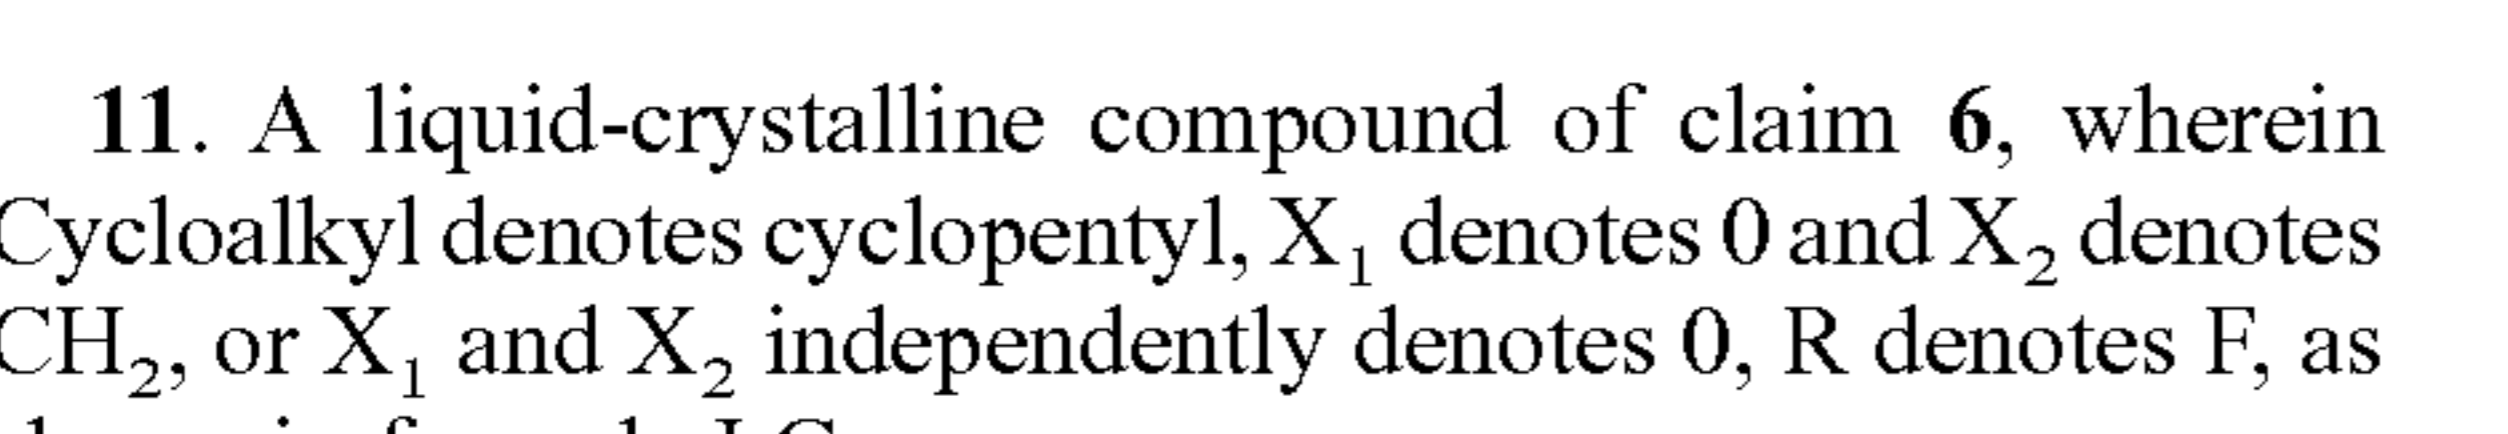 11. A liquid-crystalline compound of claim 6, wherein
Cycloalkyl denotes cyclopentyl, X₁ denotes 0 and X₂ denotes
CH₂, or X₁ and X₂ independently denotes 0, R denotes F, as